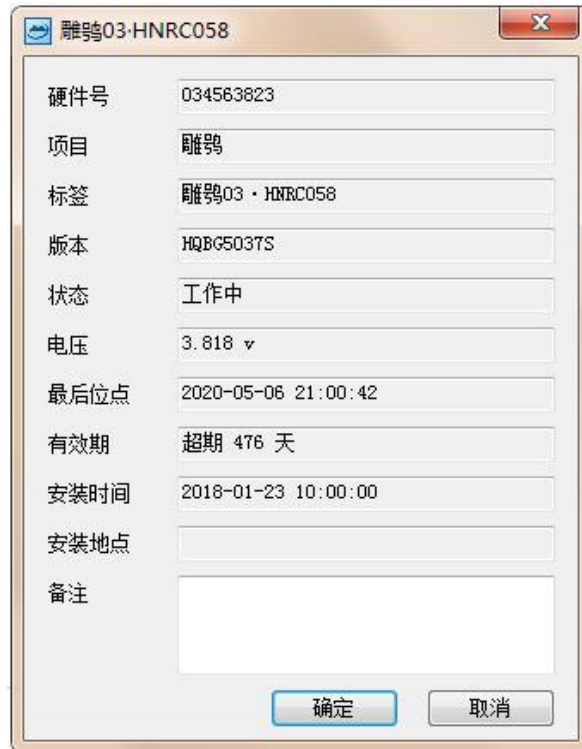 雕鸮03·HNRC058
硬件号 034563823
项目 雕鸮
标签 雕鸮03·HNRC058
版本 HQBG5037S
状态 工作中
电压 3.818 v
最后位点 2020-05-06 21:00:42
有效期 超期 476 天
安装时间 2018-01-23 10:00:00
安装地点
备注
确定 取消